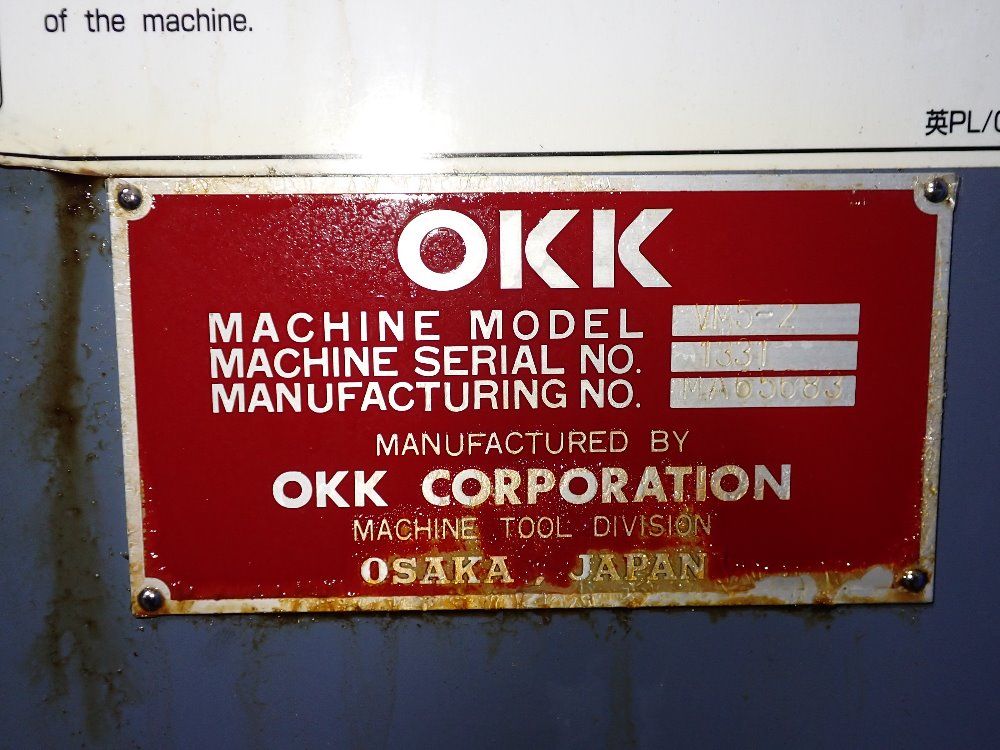 of the machine.
英PL/
OKK
MACHINE MODEL VM5-2
MACHINE SERIAL NO. 1331
MANUFACTURING NO. MA65683
MANUFACTURED BY
OKK CORPORATION
MACHINE TOOL DIVISION
OSAKA, JAPAN